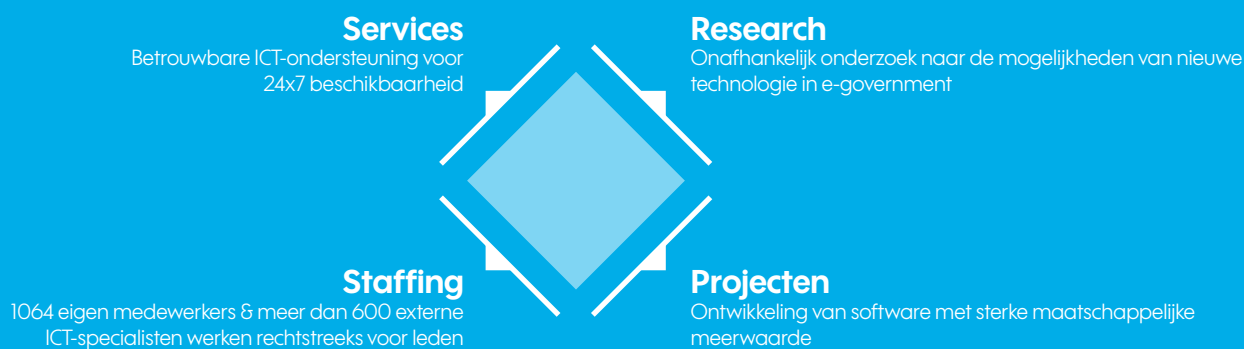 Services
Betrouwbare ICT-ondersteuning voor
24x7 beschikbaarheid
Research
Onafhankelijk onderzoek naar de mogelijkheden van nieuwe
technologie in e-government
Staffing
1064 eigen medewerkers & meer dan 600 externe
ICT-specialisten werken rechtstreeks voor leden
Projecten
Ontwikkeling van software met sterke maatschappelijke
meerwaarde